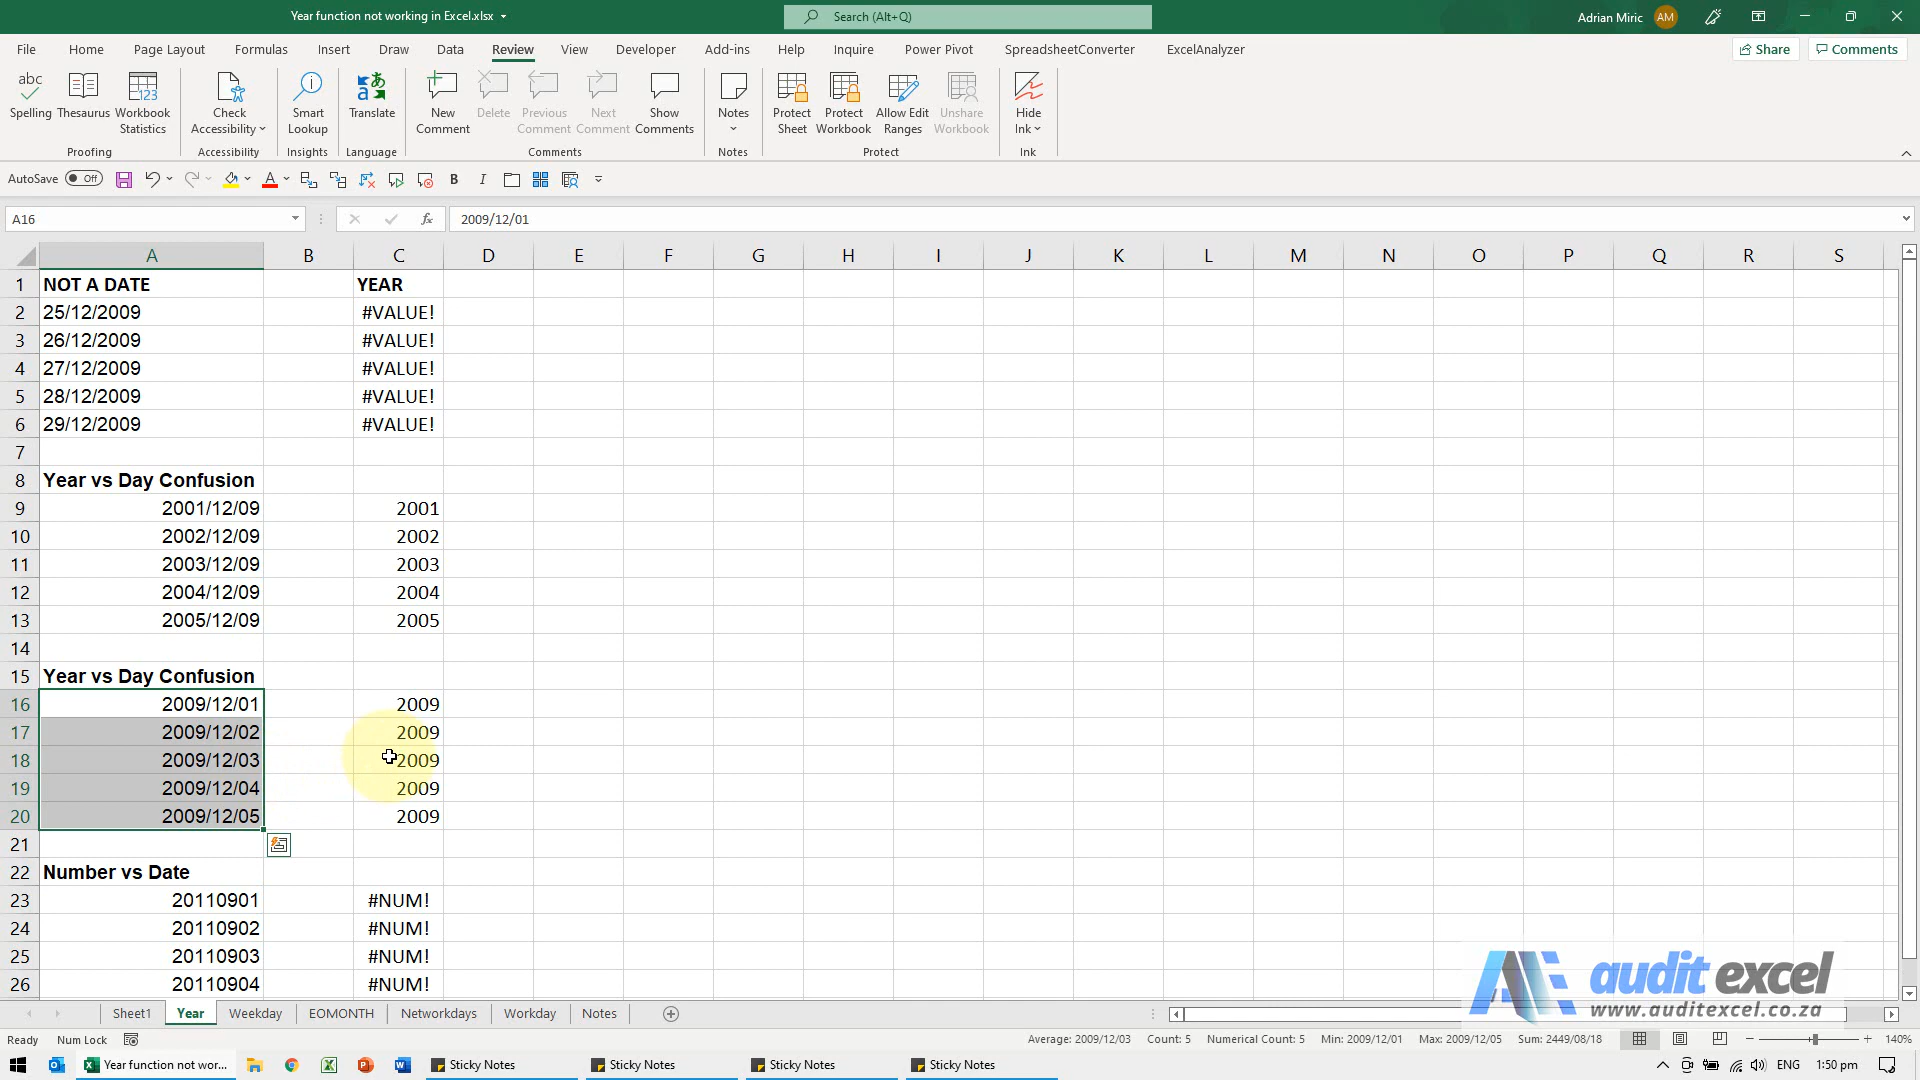 Year function not working in Excel.xlsx
Search (Alt+Q)
Adrian Miric
AM
File Home Page Layout Formulas Insert Draw Data Review View Developer Add-ins Help Inquire Power Pivot SpreadsheetConverter ExcelAnalyzer
Share Comments
abc
Spelling Thesaurus Workbook Statistics Check Accessibility Smart Lookup Translate New Comment Delete Previous Comment Next Comment Show Comments Notes Protect Sheet Protect Workbook Allow Edit Ranges Unshare Workbook Hide Ink
Proofing Accessibility Insights Language Comments Notes Protect Ink
AutoSave Off B I
A16 fx 2009/12/01
A B C D E F G H I J K L M N O P Q R S
1 NOT A DATE YEAR
2 25/12/2009 #VALUE!
3 26/12/2009 #VALUE!
4 27/12/2009 #VALUE!
5 28/12/2009 #VALUE!
6 29/12/2009 #VALUE!
7
8 Year vs Day Confusion
9 2001/12/09 2001
10 2002/12/09 2002
11 2003/12/09 2003
12 2004/12/09 2004
13 2005/12/09 2005
14
15 Year vs Day Confusion
16 2009/12/01 2009
17 2009/12/02 2009
18 2009/12/03 2009
19 2009/12/04 2009
20 2009/12/05 2009
21
22 Number vs Date
23 20110901 #NUM!
24 20110902 #NUM!
25 20110903 #NUM!
26 20110904 #NUM!
audit excel
www.auditexcel.co.za
Sheet1 Year Weekday EOMONTH Networkdays Workday Notes
Ready Num Lock Average: 2009/12/03 Count: 5 Numerical Count: 5 Min: 2009/12/01 Max: 2009/12/05 Sum: 2449/08/18 140%
Year function not wor... Sticky Notes Sticky Notes Sticky Notes Sticky Notes ENG 1:50 pm